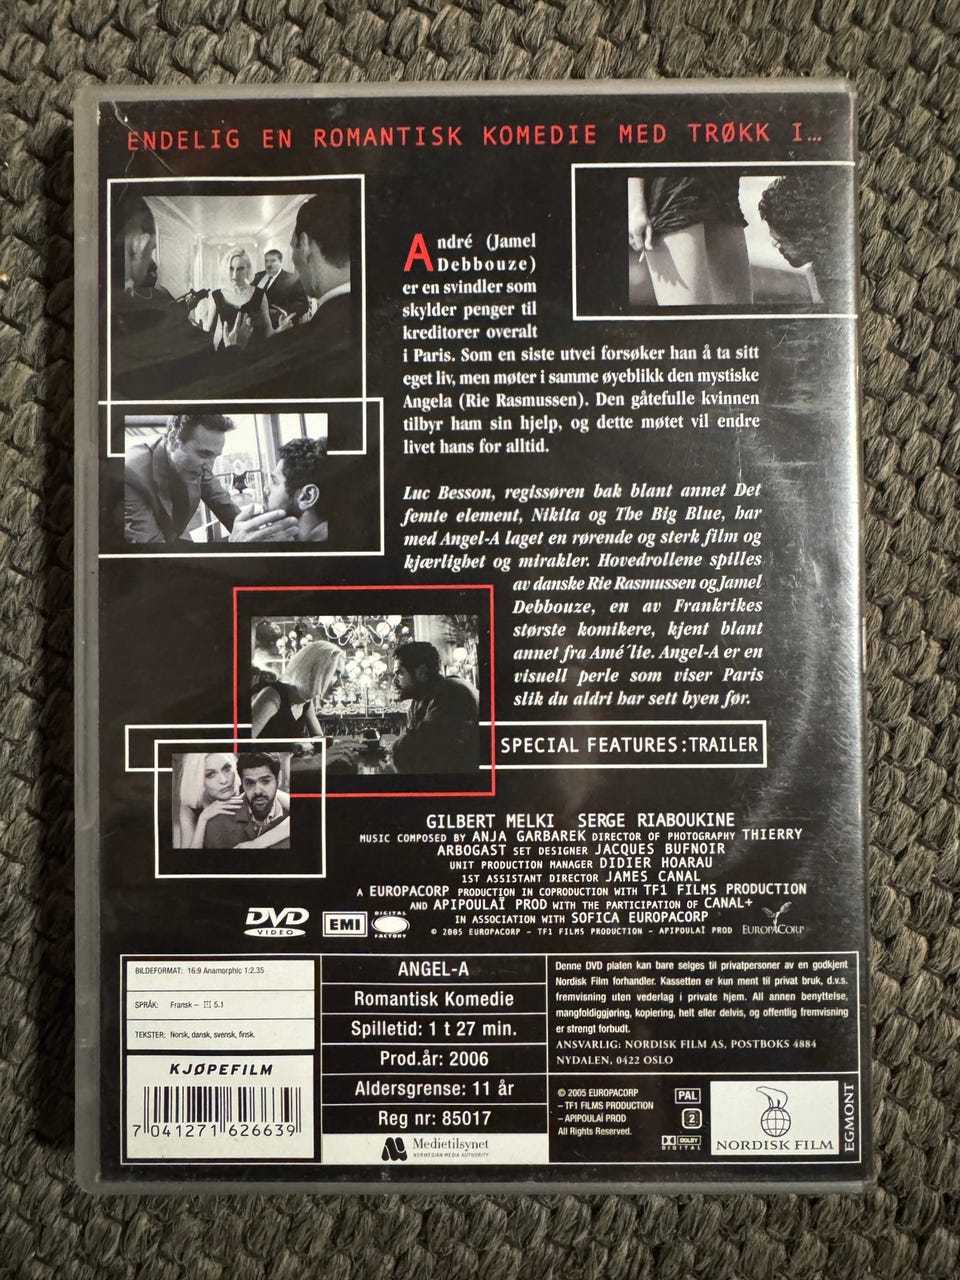 ENDELIG EN ROMANTISK KOMEDIE MED TRØKK I...
André (Jamel
Debbouze)
er en svindler som
skylder penger til
kreditorer overalt
i Paris. Som en siste utvei forsøker han å ta sitt
eget liv, men møter i samme øyeblikk den mystiske
Angela (Rie Rasmussen). Den gåtefulle kvinnen
tilbyr ham sin hjelp, og dette møtet vil endre
livet hans for alltid.
Luc Besson, regissøren bak blant annet Det
femte element, Nikita og The Big Blue, har
med Angel-A laget en rørende og sterk film og
kjærlighet og mirakler. Hovedrollene spilles
av danske Rie Rasmussen og Jamel
Debbouze, en av Frankrikes
største komikere, kjent blant
annet fra Amé´lie. Angel-A er en
visuell perle som viser Paris
slik du aldri har sett byen før.
SPECIAL FEATURES:TRAILER
GILBERT MELKI SERGE RIABOUKINE
MUSIC COMPOSED BY ANJA GARBAREK DIRECTOR OF PHOTOGRAPHY THIERRY
ARBOGAST SET DESIGNER JACQUES BUFNOIR
UNIT PRODUCTION MANAGER DIDIER HOARAU
1ST ASSISTANT DIRECTOR JAMES CANAL
A EUROPACORP PRODUCTION IN COPRODUCTION WITH TF1 FILMS PRODUCTION
AND APIPOULAÏ PROD WITH THE PARTICIPATION OF CANAL+
IN ASSOCIATION WITH SOFICA EUROPACORP
© 2005 EUROPACORP - TF1 FILMS PRODUCTION - APIPOULAÏ PROD
EUROPACORP
DVD
VIDEO
EMI
DIGITAL
FACTORY
BILDEFORMAT: 16:9 Anamorphic 1:2.35
SPRÅK: Fransk – 5.1
TEKSTER: Norsk, dansk, svensk, finsk.
KJØPEFILM
7 041271 626639
ANGEL-A
Romantisk Komedie
Spilletid: 1 t 27 min.
Prod.år: 2006
Aldersgrense: 11 år
Reg nr: 85017
Medietilsynet
NORWEGIAN MEDIA AUTHORITY
Denne DVD platen kan bare selges til privatpersoner av en godkjent
Nordisk Film forhandler. Kassetten er kun ment til privat bruk, d.v.s.
fremvisning uten vederlag i private hjem. All annen benyttelse,
mangfoldiggjøring, kopiering, helt eller delvis, og offentlig fremvisning
er strengt forbudt.
ANSVARLIG: NORDISK FILM AS, POSTBOKS 4884
NYDALEN, 0422 OSLO
© 2005 EUROPACORP
– TF1 FILMS PRODUCTION
– APIPOULAÏ PROD
All Rights Reserved.
PAL
2
DOLBY
DIGITAL
NORDISK FILM
EGMONT